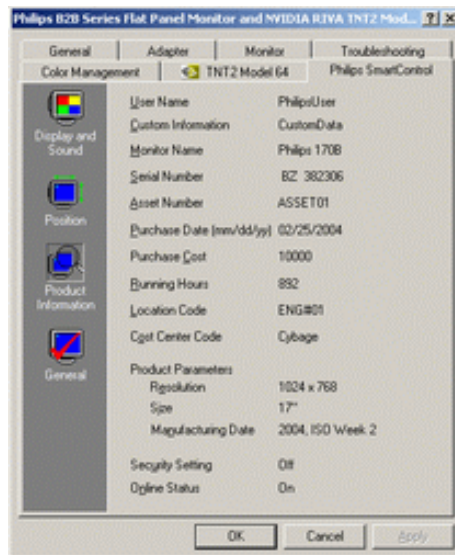 Philips B2B Series Flat Panel Monitor and NVIDIA RIVA TNT2 Mod... ? X
General Adapter Monitor Troubleshooting
Color Management TNT2 Model 64 Philips SmartControl
Display and
Sound
Position
Product
Information
General
User Name PhilipsUser
Custom Information CustomData
Monitor Name Philips 170B
Serial Number BZ 382306
Asset Number ASSET01
Purchase Date (mm/dd/yy) 02/25/2004
Purchase Cost 10000
Running Hours 892
Location Code ENG#01
Cost Center Code Cybage
Product Parameters
Resolution 1024 x 768
Size 17"
Manufacturing Date 2004, ISO Week 2
Security Setting Off
Online Status On
OK Cancel Apply